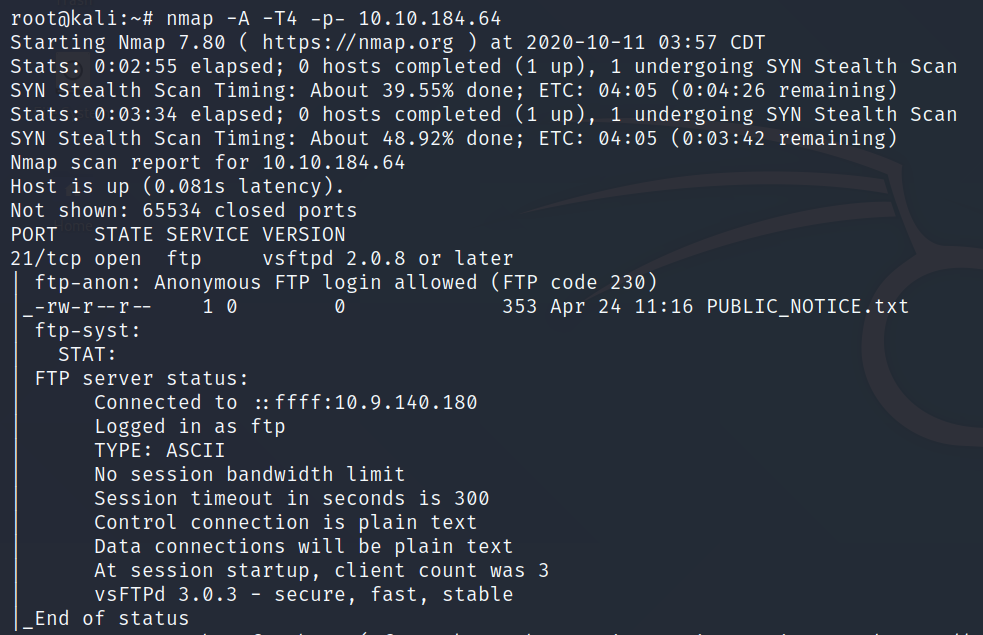 root@kali:~# nmap -A -T4 -p- 10.10.184.64
Starting Nmap 7.80 ( https://nmap.org ) at 2020-10-11 03:57 CDT
Stats: 0:02:55 elapsed; 0 hosts completed (1 up), 1 undergoing SYN Stealth Scan
SYN Stealth Scan Timing: About 39.55% done; ETC: 04:05 (0:04:26 remaining)
Stats: 0:03:34 elapsed; 0 hosts completed (1 up), 1 undergoing SYN Stealth Scan
SYN Stealth Scan Timing: About 48.92% done; ETC: 04:05 (0:03:42 remaining)
Nmap scan report for 10.10.184.64
Host is up (0.081s latency).
Not shown: 65534 closed ports
PORT   STATE SERVICE VERSION
21/tcp open  ftp     vsftpd 2.0.8 or later
| ftp-anon: Anonymous FTP login allowed (FTP code 230)
|_-rw-r--r--    1 0        0             353 Apr 24 11:16 PUBLIC_NOTICE.txt
| ftp-syst:
|   STAT:
| FTP server status:
|      Connected to ::ffff:10.9.140.180
|      Logged in as ftp
|      TYPE: ASCII
|      No session bandwidth limit
|      Session timeout in seconds is 300
|      Control connection is plain text
|      Data connections will be plain text
|      At session startup, client count was 3
|      vsFTPd 3.0.3 - secure, fast, stable
|_End of status